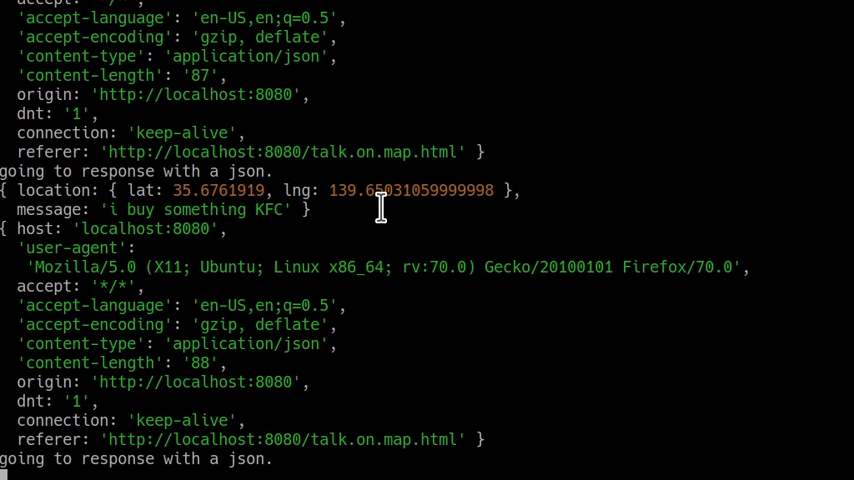 'accept-language': 'en-US,en;q=0.5',
'accept-encoding': 'gzip, deflate',
'content-type': 'application/json',
'content-length': '87',
origin: 'http://localhost:8080',
dnt: '1',
connection: 'keep-alive',
referer: 'http://localhost:8080/talk.on.map.html' }
going to response with a json.
{ location: { lat: 35.6761919, lng: 139.65031059999998 },
message: 'i buy something KFC' }
{ host: 'localhost:8080',
'user-agent':
'Mozilla/5.0 (X11; Ubuntu; Linux x86_64; rv:70.0) Gecko/20100101 Firefox/70.0',
accept: '*/*',
'accept-language': 'en-US,en;q=0.5',
'accept-encoding': 'gzip, deflate',
'content-type': 'application/json',
'content-length': '88',
origin: 'http://localhost:8080',
dnt: '1',
connection: 'keep-alive',
referer: 'http://localhost:8080/talk.on.map.html' }
going to response with a json.